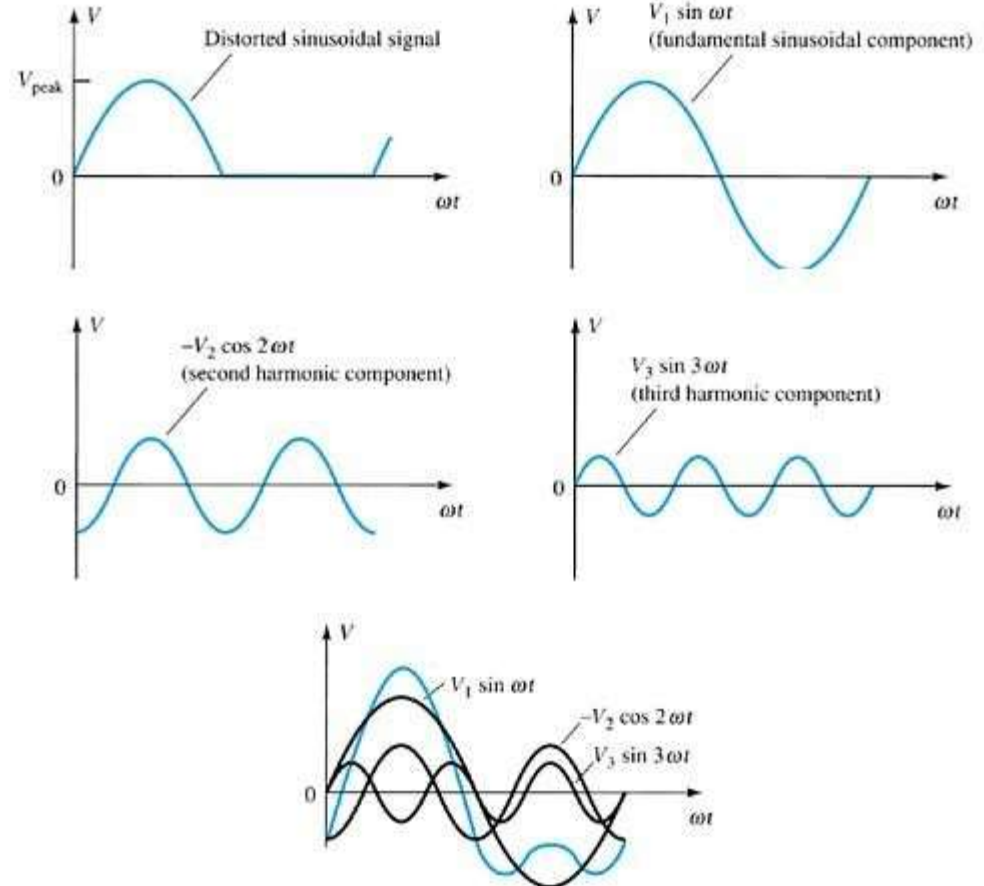 V
Distorted sinusoidal signal
V_peak
0
ωt
V
V₁ sin ωt
(fundamental sinusoidal component)
0
ωt
V
–V₂ cos 2ωt
(second harmonic component)
0
ωt
V
V₃ sin 3ωt
(third harmonic component)
0
ωt
V
V₁ sin ωt
–V₂ cos 2ωt
V₃ sin 3ωt
0
ωt